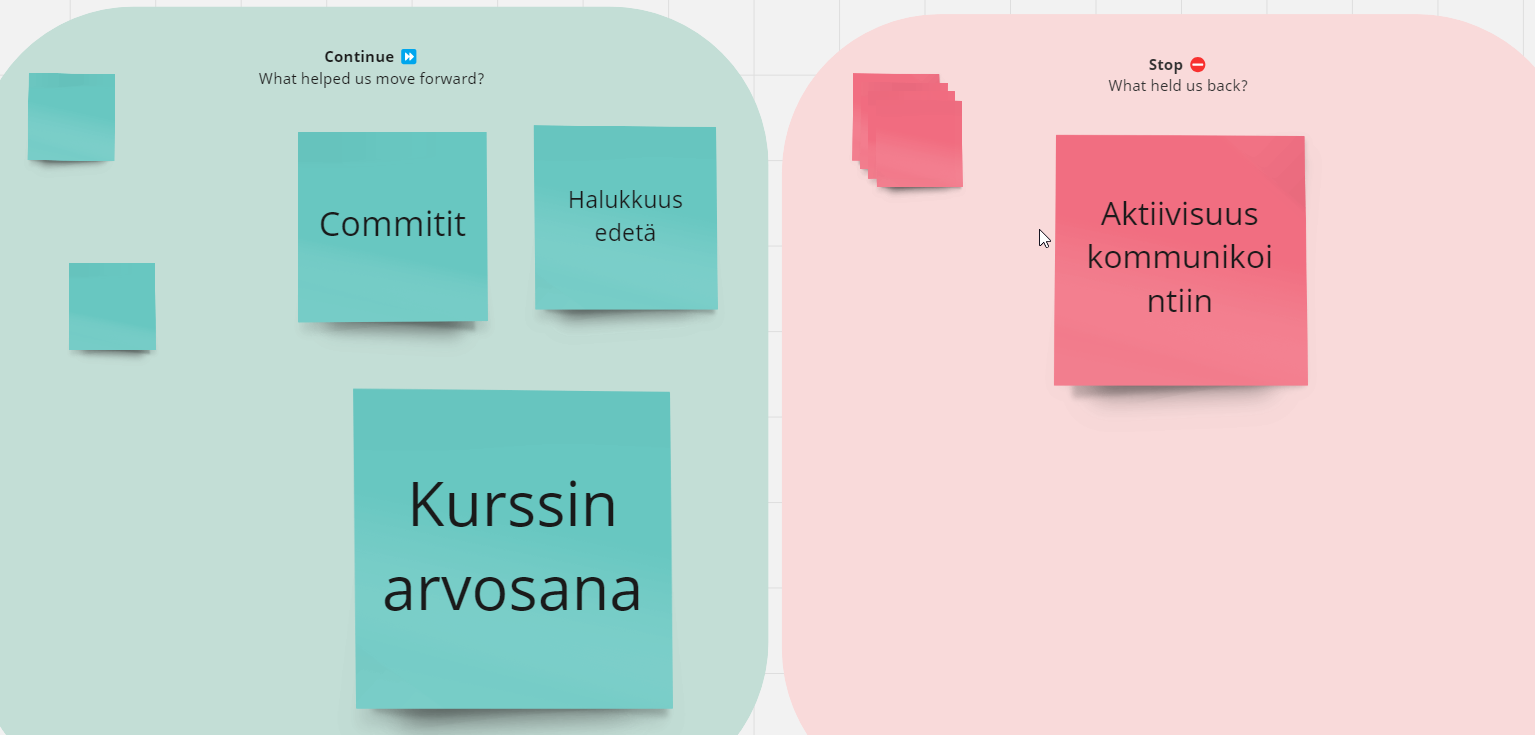 Continue ⏩
What helped us move forward?
Commitit
Halukkuus
edetä
Kurssin
arvosana
Stop ⛔
What held us back?
Aktiivisuus
kommunikoi
ntiin